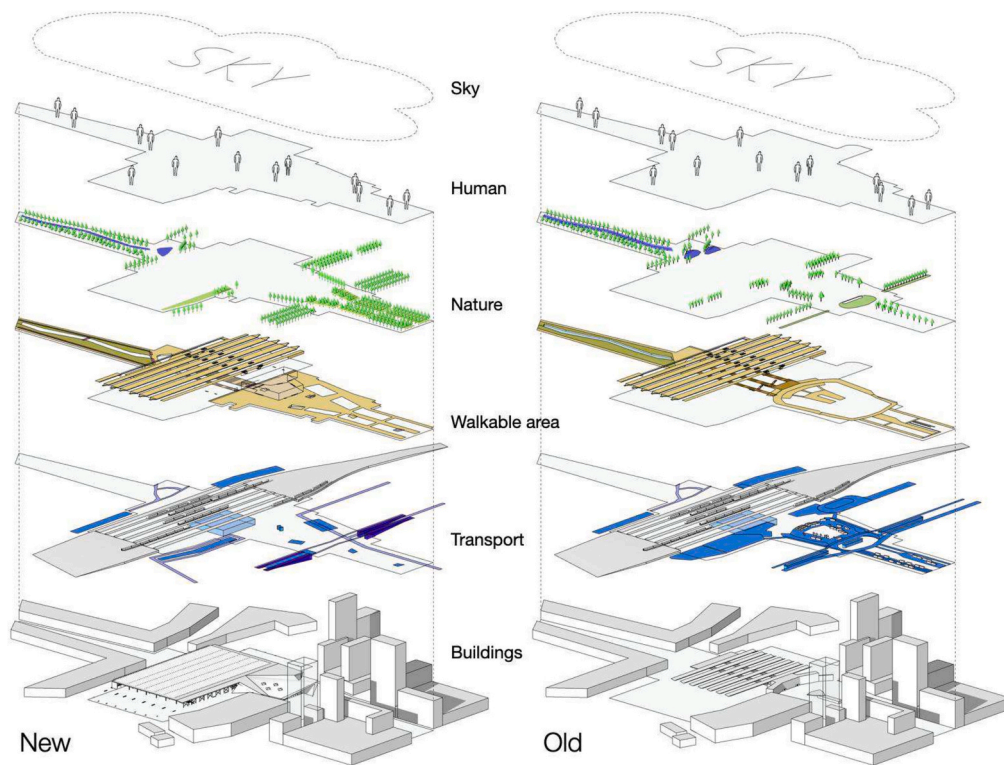 SKY
SKY
Sky
Human
Nature
Walkable area
Transport
Buildings
New
Old